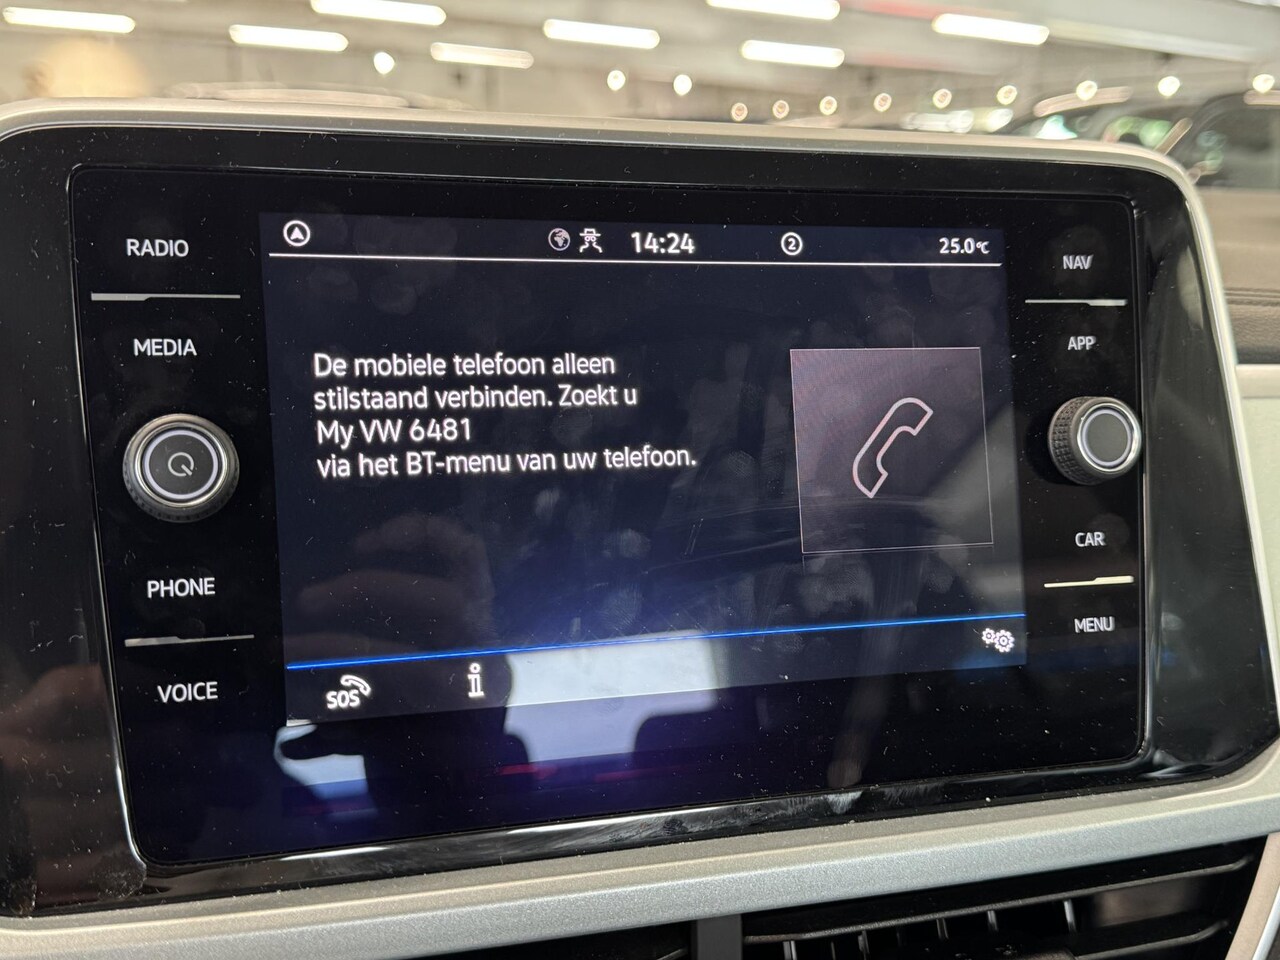 RADIO
MEDIA
PHONE
VOICE
14:24
2
25.0°C
De mobiele telefoon alleen
stilstaand verbinden. Zoekt u
My VW 6481
via het BT-menu van uw telefoon.
SOS
i
NAV
APP
CAR
MENU